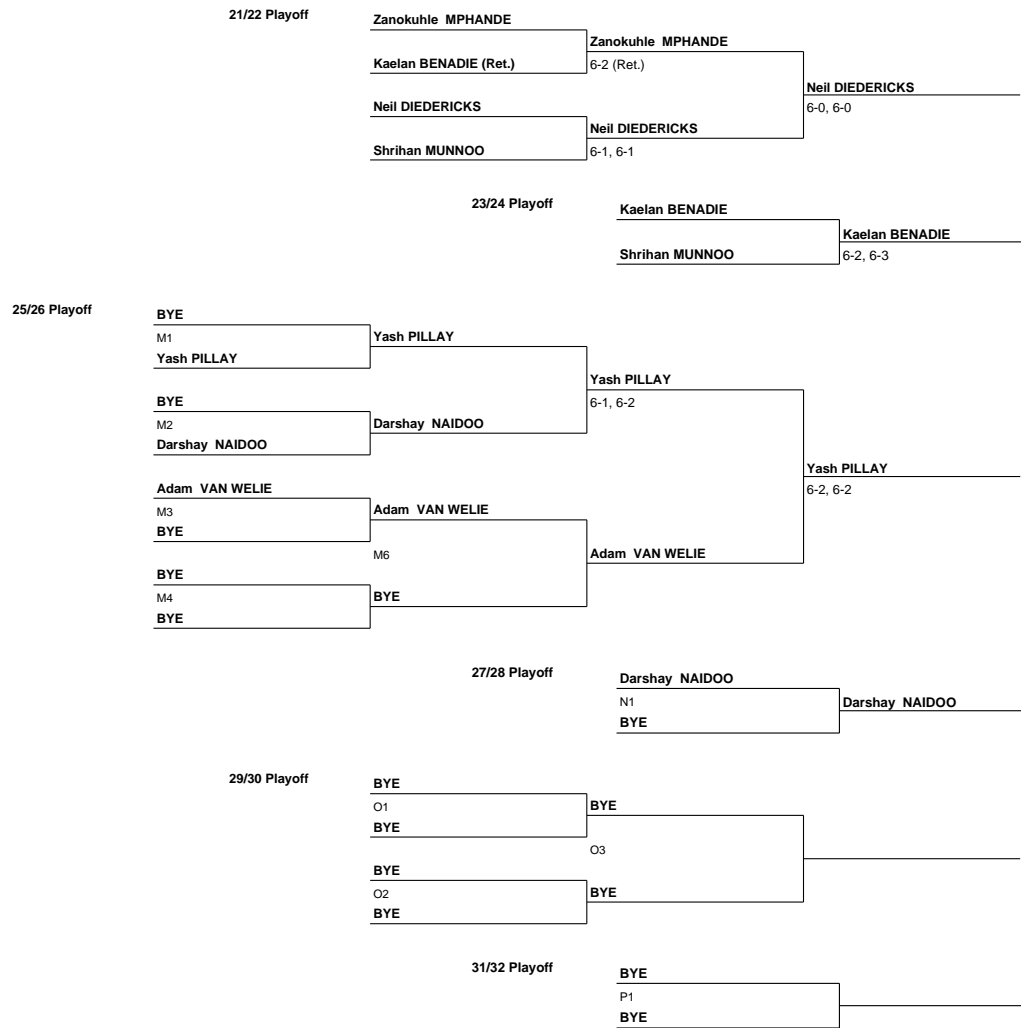 21/22 Playoff
Zanokuhle MPHANDE
Zanokuhle MPHANDE
Kaelan BENADIE (Ret.)
6-2 (Ret.)
Neil DIEDERICKS
Neil DIEDERICKS
6-0, 6-0
Neil DIEDERICKS
Shrihan MUNNOO
6-1, 6-1
23/24 Playoff
Kaelan BENADIE
Kaelan BENADIE
Shrihan MUNNOO
6-2, 6-3
25/26 Playoff
BYE
M1
Yash PILLAY
Yash PILLAY
Yash PILLAY
6-1, 6-2
BYE
M2
Darshay NAIDOO
Darshay NAIDOO
Yash PILLAY
6-2, 6-2
Adam VAN WELIE
M3
Adam VAN WELIE
BYE
M6
Adam VAN WELIE
BYE
M4
BYE
BYE
27/28 Playoff
Darshay NAIDOO
N1
Darshay NAIDOO
BYE
29/30 Playoff
BYE
O1
BYE
BYE
O3
BYE
O2
BYE
BYE
31/32 Playoff
BYE
P1
BYE